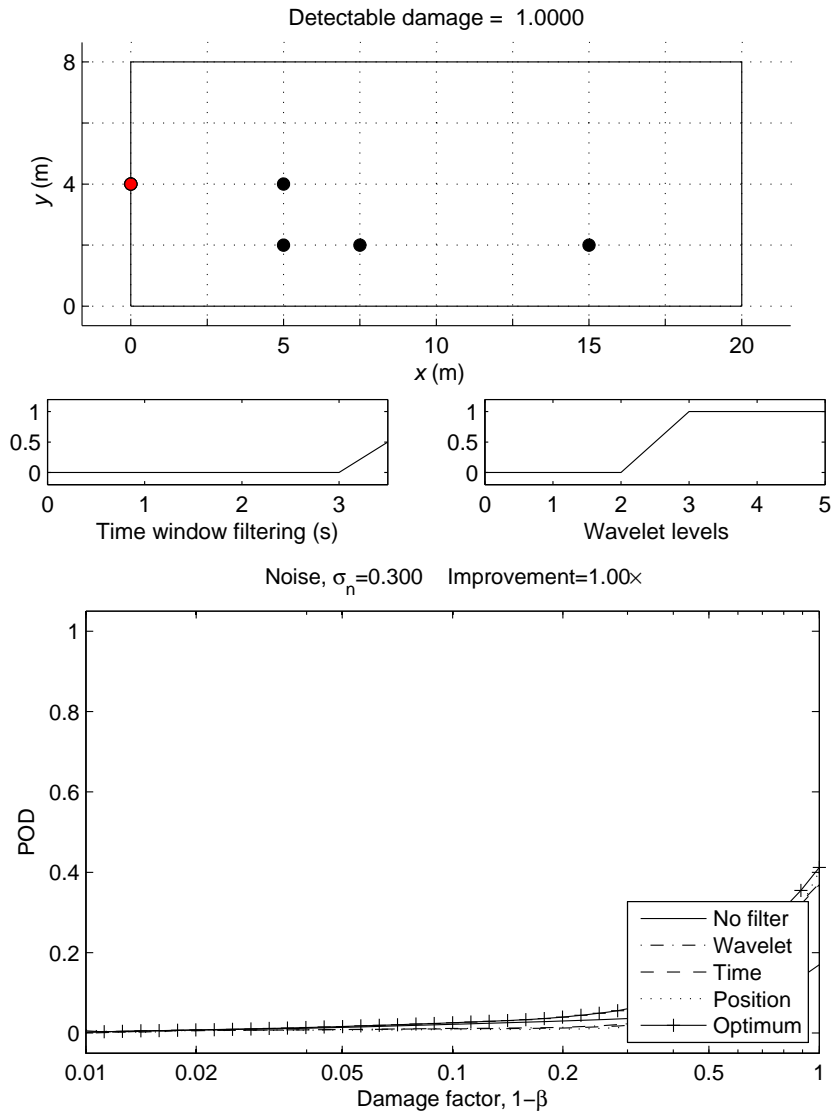 Detectable damage = 1.0000
8
4
0
y (m)
0 5 10 15 20
x (m)
1
0.5
0
0 1 2 3
Time window filtering (s)
1
0.5
0
0 1 2 3 4 5
Wavelet levels
Noise, σn=0.300 Improvement=1.00×
1
0.8
0.6
0.4
0.2
0
POD
No filter
Wavelet
Time
Position
Optimum
0.01 0.02 0.05 0.1 0.2 0.5 1
Damage factor, 1−β